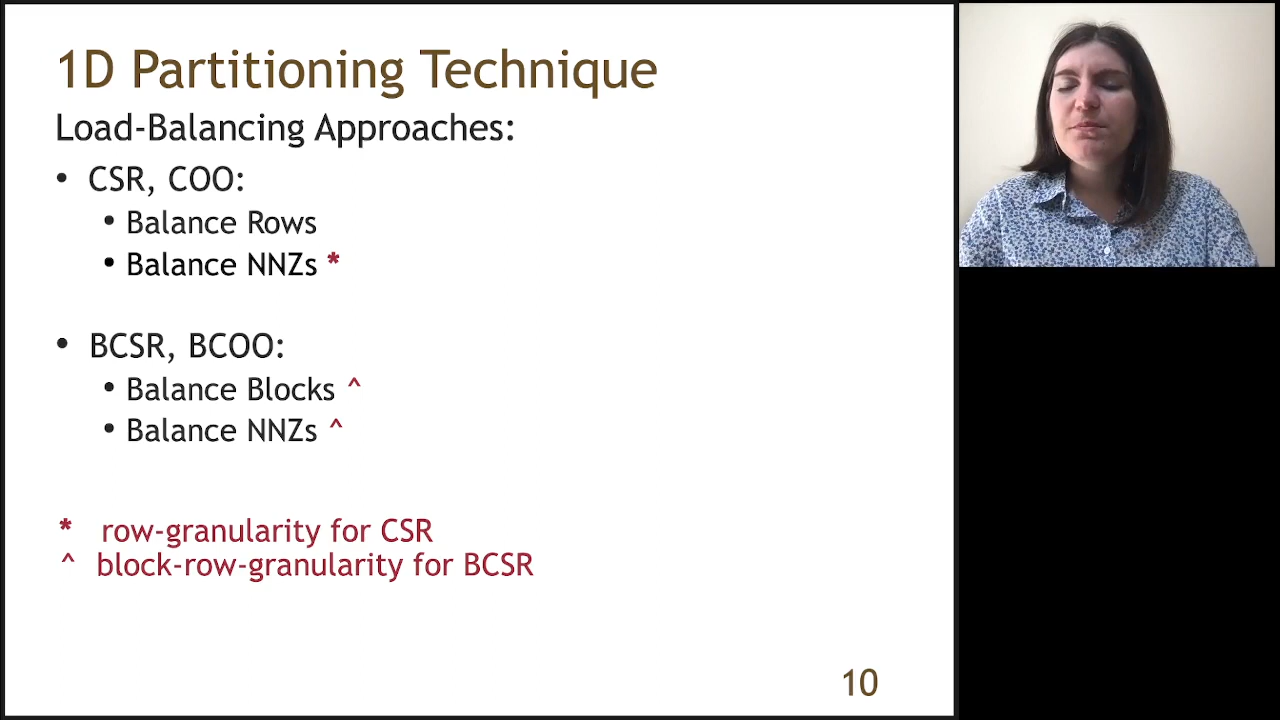 1D Partitioning Technique
Load-Balancing Approaches:
• CSR, COO:
• Balance Rows
• Balance NNZs *
• BCSR, BCOO:
• Balance Blocks ^
• Balance NNZs ^
* row-granularity for CSR
^ block-row-granularity for BCSR
10